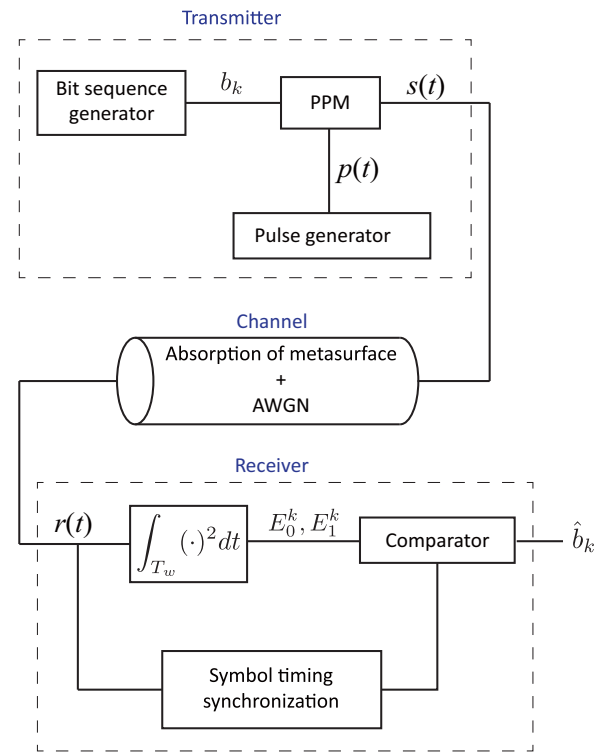 Transmitter
Bit sequence
generator
b_k
PPM
s(t)
p(t)
Pulse generator
Channel
Absorption of metasurface
+
AWGN
Receiver
r(t)
∫_{T_w} (·)² dt
E_0^k, E_1^k
Comparator
b̂_k
Symbol timing
synchronization